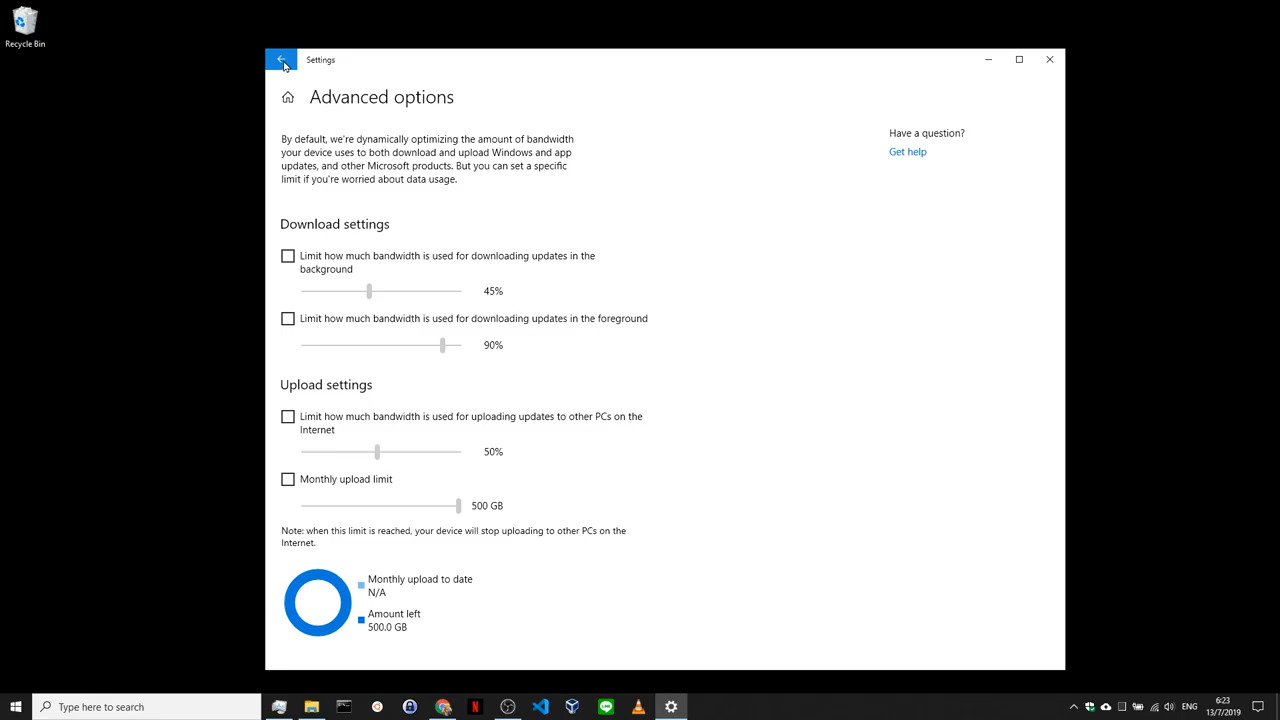 Recycle Bin
Settings
Advanced options
By default, we're dynamically optimizing the amount of bandwidth
your device uses to both download and upload Windows and app
updates, and other Microsoft products. But you can set a specific
limit if you're worried about data usage.
Have a question?
Get help
Download settings
Limit how much bandwidth is used for downloading updates in the
background
45%
Limit how much bandwidth is used for downloading updates in the foreground
90%
Upload settings
Limit how much bandwidth is used for uploading updates to other PCs on the
Internet
50%
Monthly upload limit
500 GB
Note: when this limit is reached, your device will stop uploading to other PCs on the
Internet.
Monthly upload to date
N/A
Amount left
500.0 GB
Type here to search
N
LINE
ENG
6:23
13/7/2019